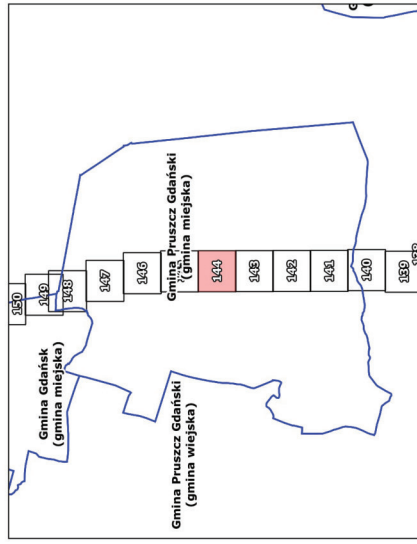 150
149
148
147
146
144
143
142
141
140
139
Gmina Gdańsk
(gmina miejska)
Gmina Pruszcz Gdański
(gmina miejska)
Gmina Pruszcz Gdański
(gmina wiejska)